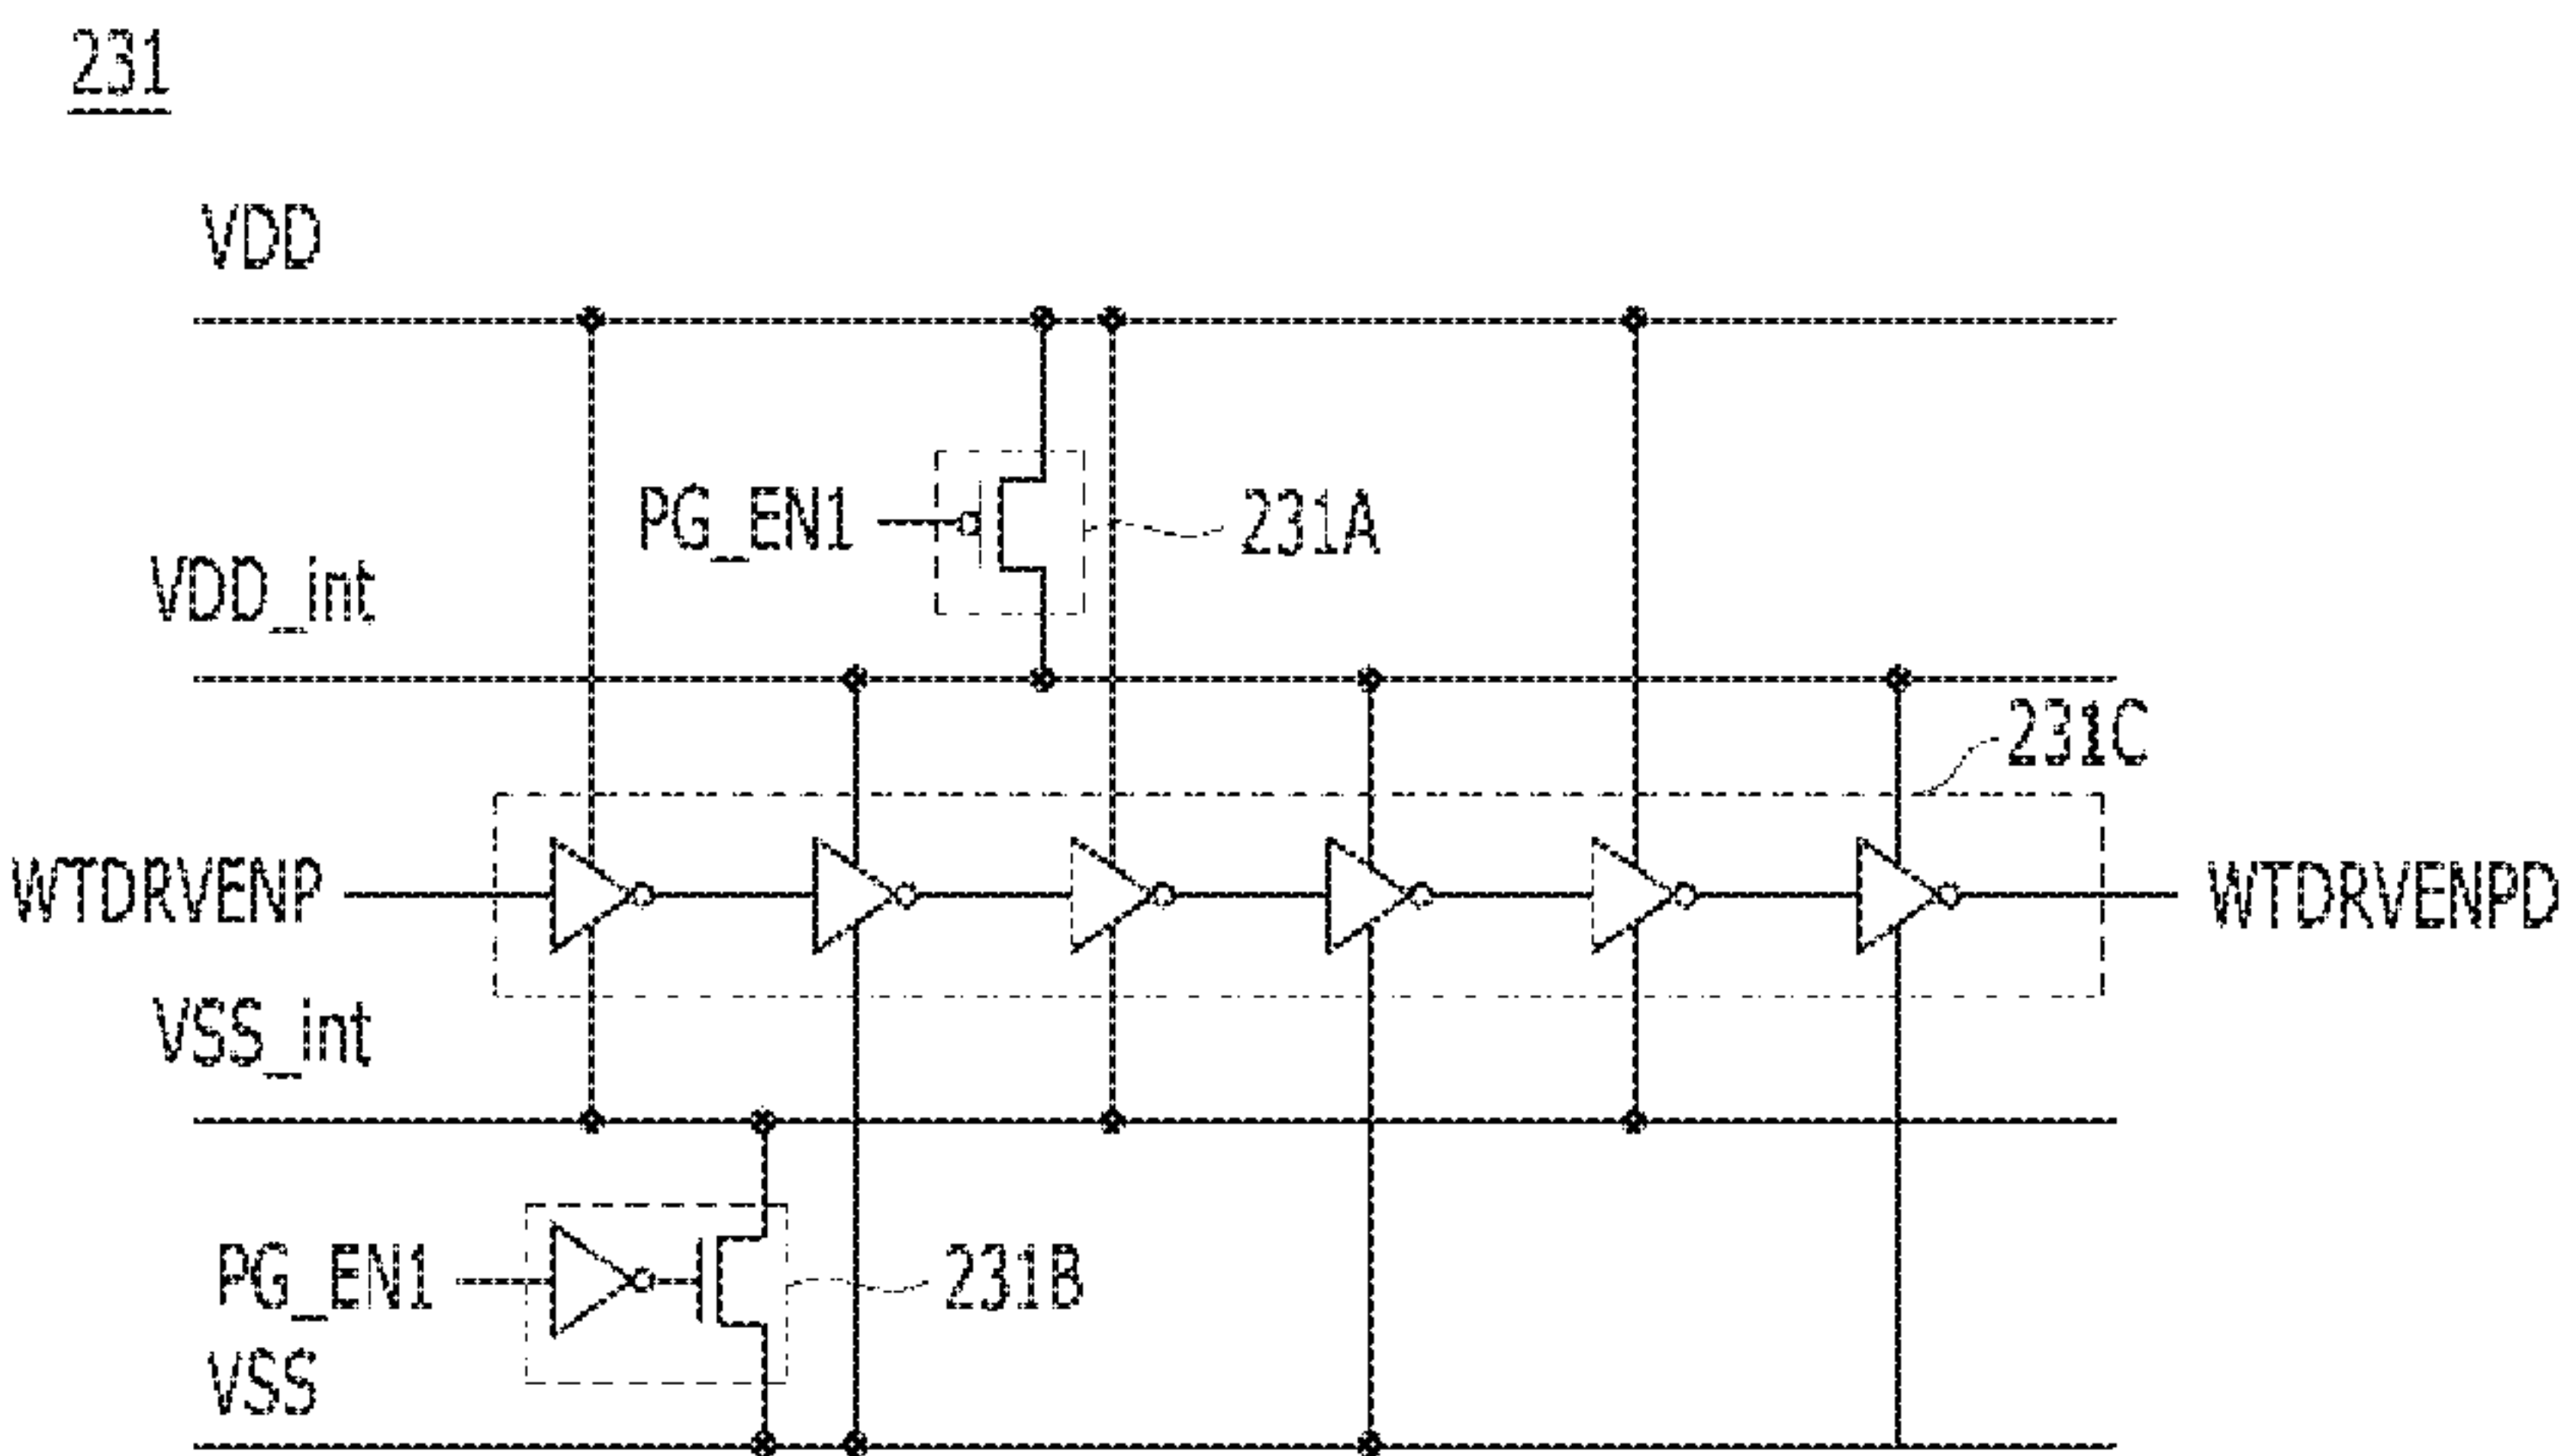 231
VDD
PG_EN1
231A
VDD_int
231C
WTDRVENP
WTDRVENPD
VSS_int
PG_EN1
231B
VSS